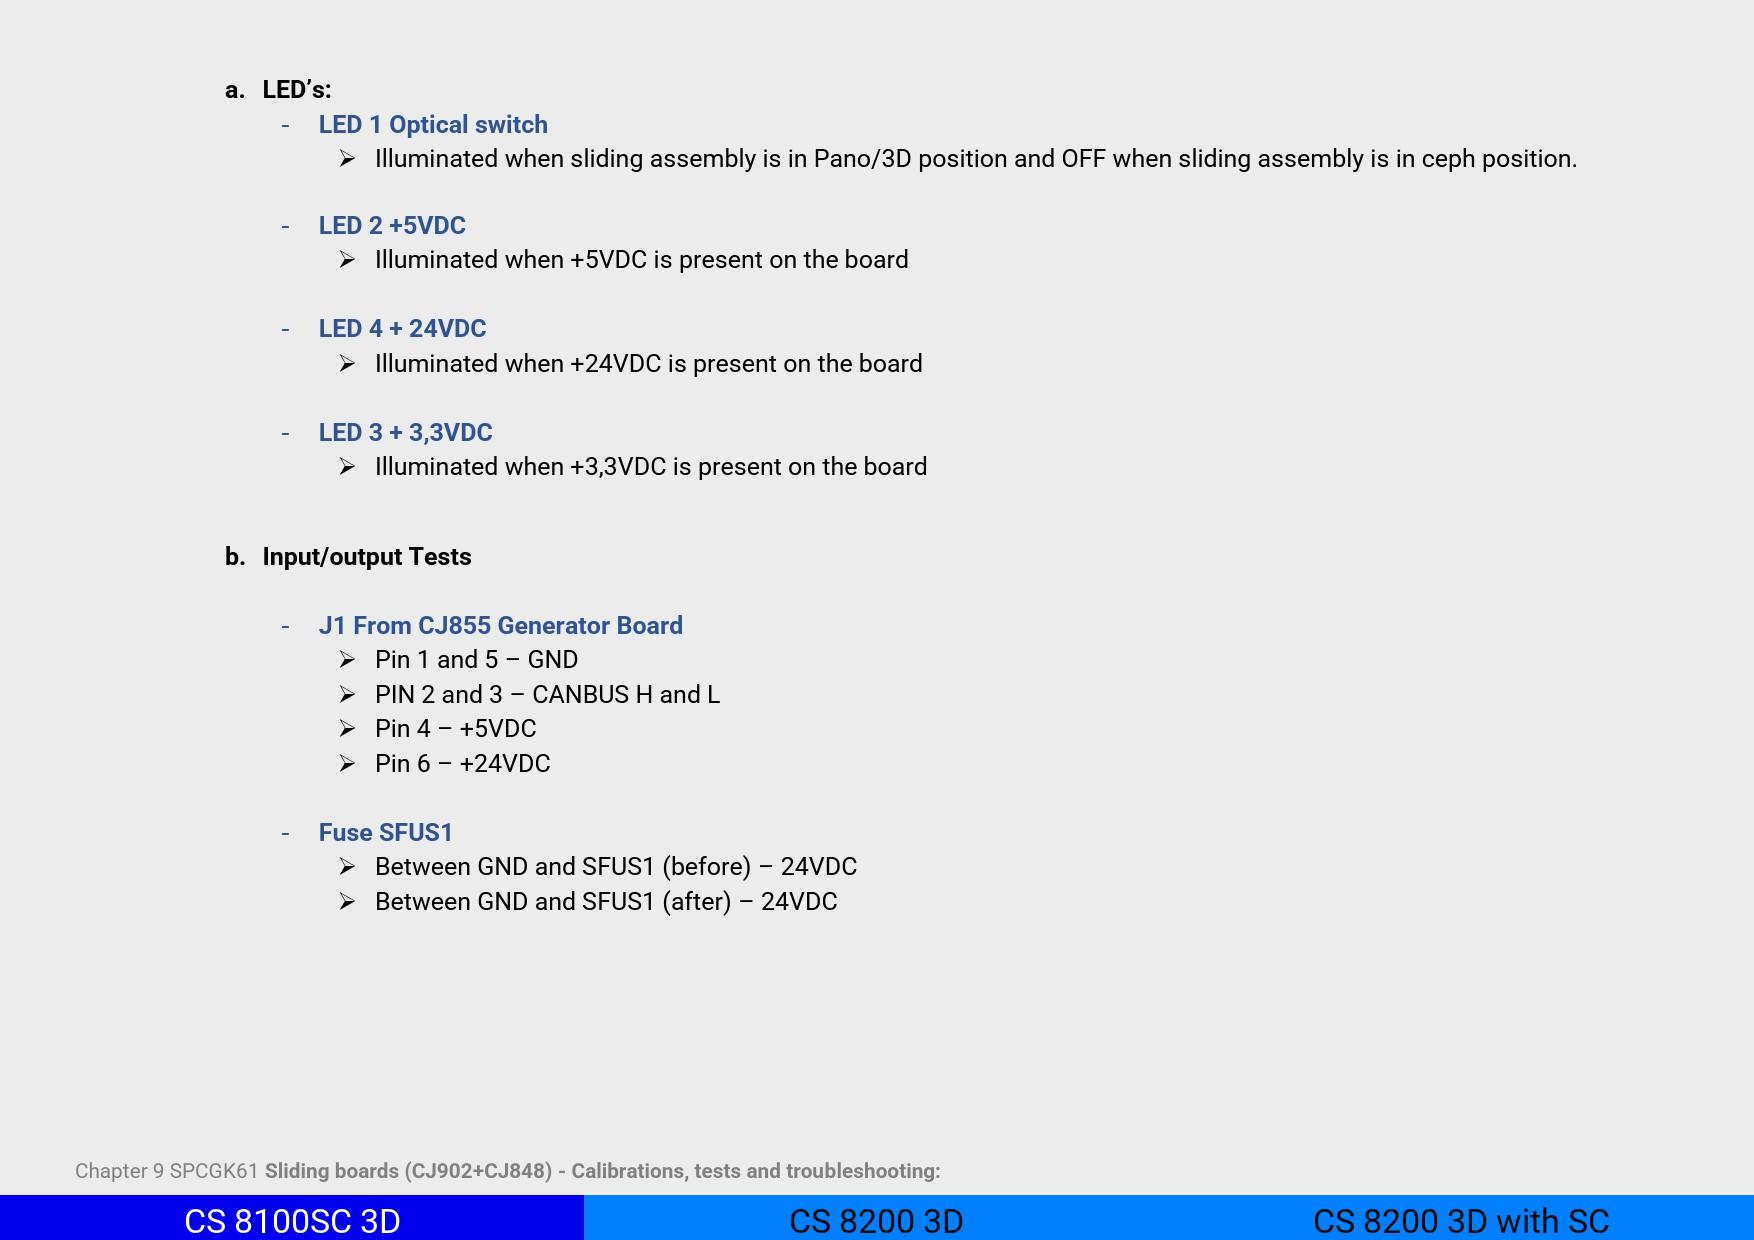 a. LED’s:
- LED 1 Optical switch
➢ Illuminated when sliding assembly is in Pano/3D position and OFF when sliding assembly is in ceph position.
- LED 2 +5VDC
➢ Illuminated when +5VDC is present on the board
- LED 4 + 24VDC
➢ Illuminated when +24VDC is present on the board
- LED 3 + 3,3VDC
➢ Illuminated when +3,3VDC is present on the board
b. Input/output Tests
- J1 From CJ855 Generator Board
➢ Pin 1 and 5 – GND
➢ PIN 2 and 3 – CANBUS H and L
➢ Pin 4 – +5VDC
➢ Pin 6 – +24VDC
- Fuse SFUS1
➢ Between GND and SFUS1 (before) – 24VDC
➢ Between GND and SFUS1 (after) – 24VDC
Chapter 9 SPCGK61 Sliding boards (CJ902+CJ848) - Calibrations, tests and troubleshooting:
CS 8100SC 3D CS 8200 3D CS 8200 3D with SC